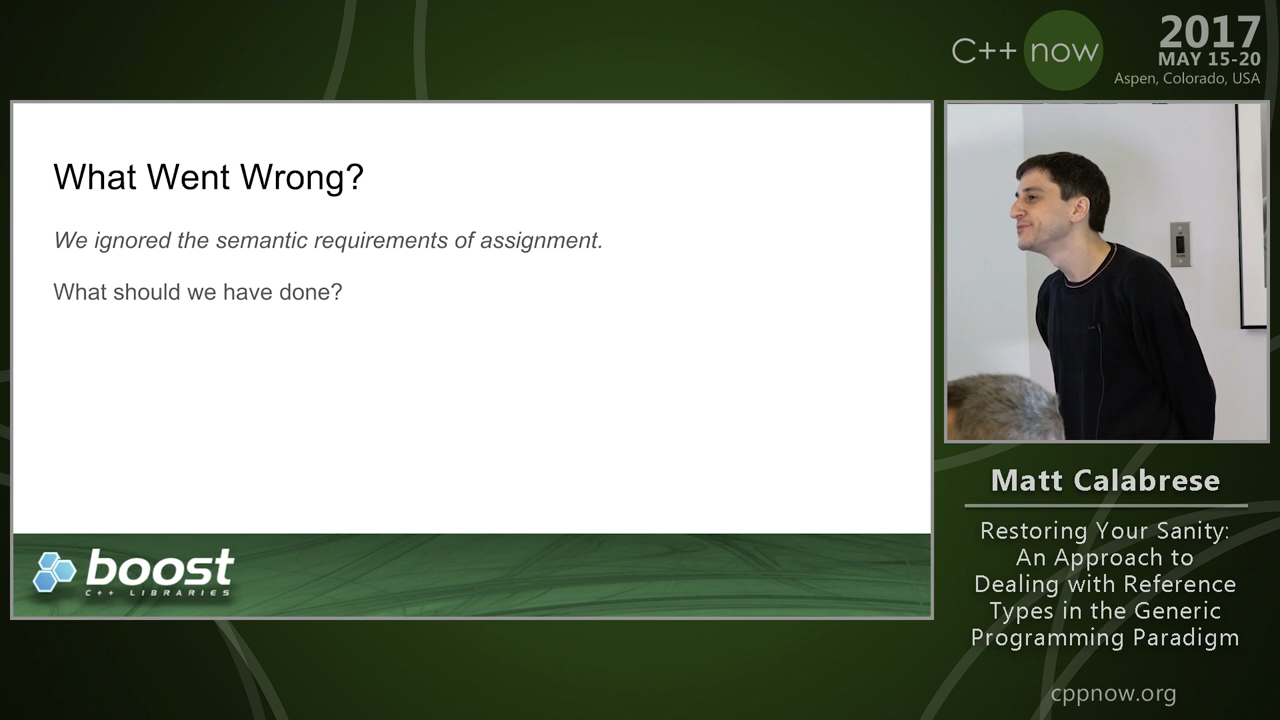 C++ now
2017
MAY 15-20
Aspen, Colorado, USA
What Went Wrong?
We ignored the semantic requirements of assignment.
What should we have done?
boost
C++ LIBRARIES
Matt Calabrese
Restoring Your Sanity:
An Approach to
Dealing with Reference
Types in the Generic
Programming Paradigm
cppnow.org